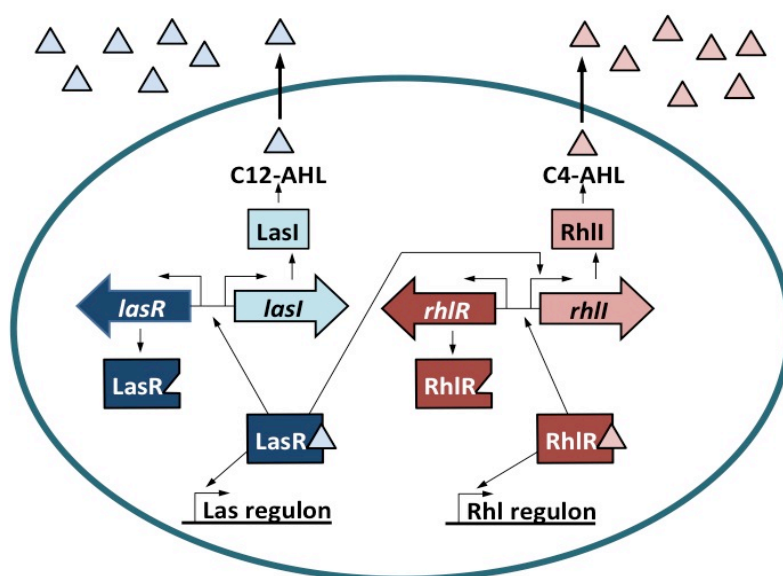 C12-AHL
C4-AHL
LasI
RhlI
lasR
lasI
rhlR
rhlI
LasR
RhlR
LasR
RhlR
Las regulon
Rhl regulon